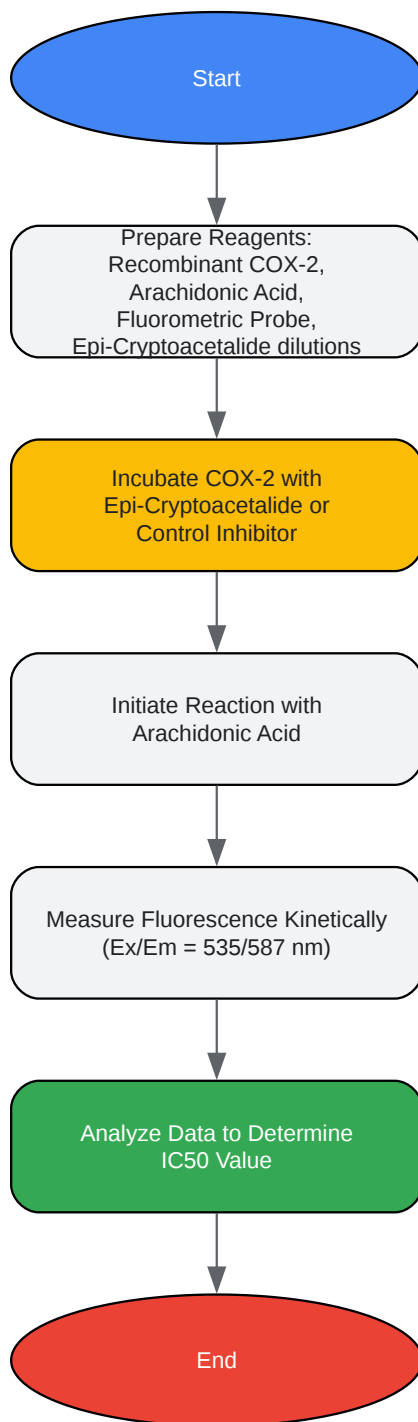 Start
Prepare Reagents:
Recombinant COX-2,
Arachidonic Acid,
Fluorometric Probe,
Epi-Cryptoacetalide dilutions
Incubate COX-2 with
Epi-Cryptoacetalide or
Control Inhibitor
Initiate Reaction with
Arachidonic Acid
Measure Fluorescence Kinetically
(Ex/Em = 535/587 nm)
Analyze Data to Determine
IC50 Value
End